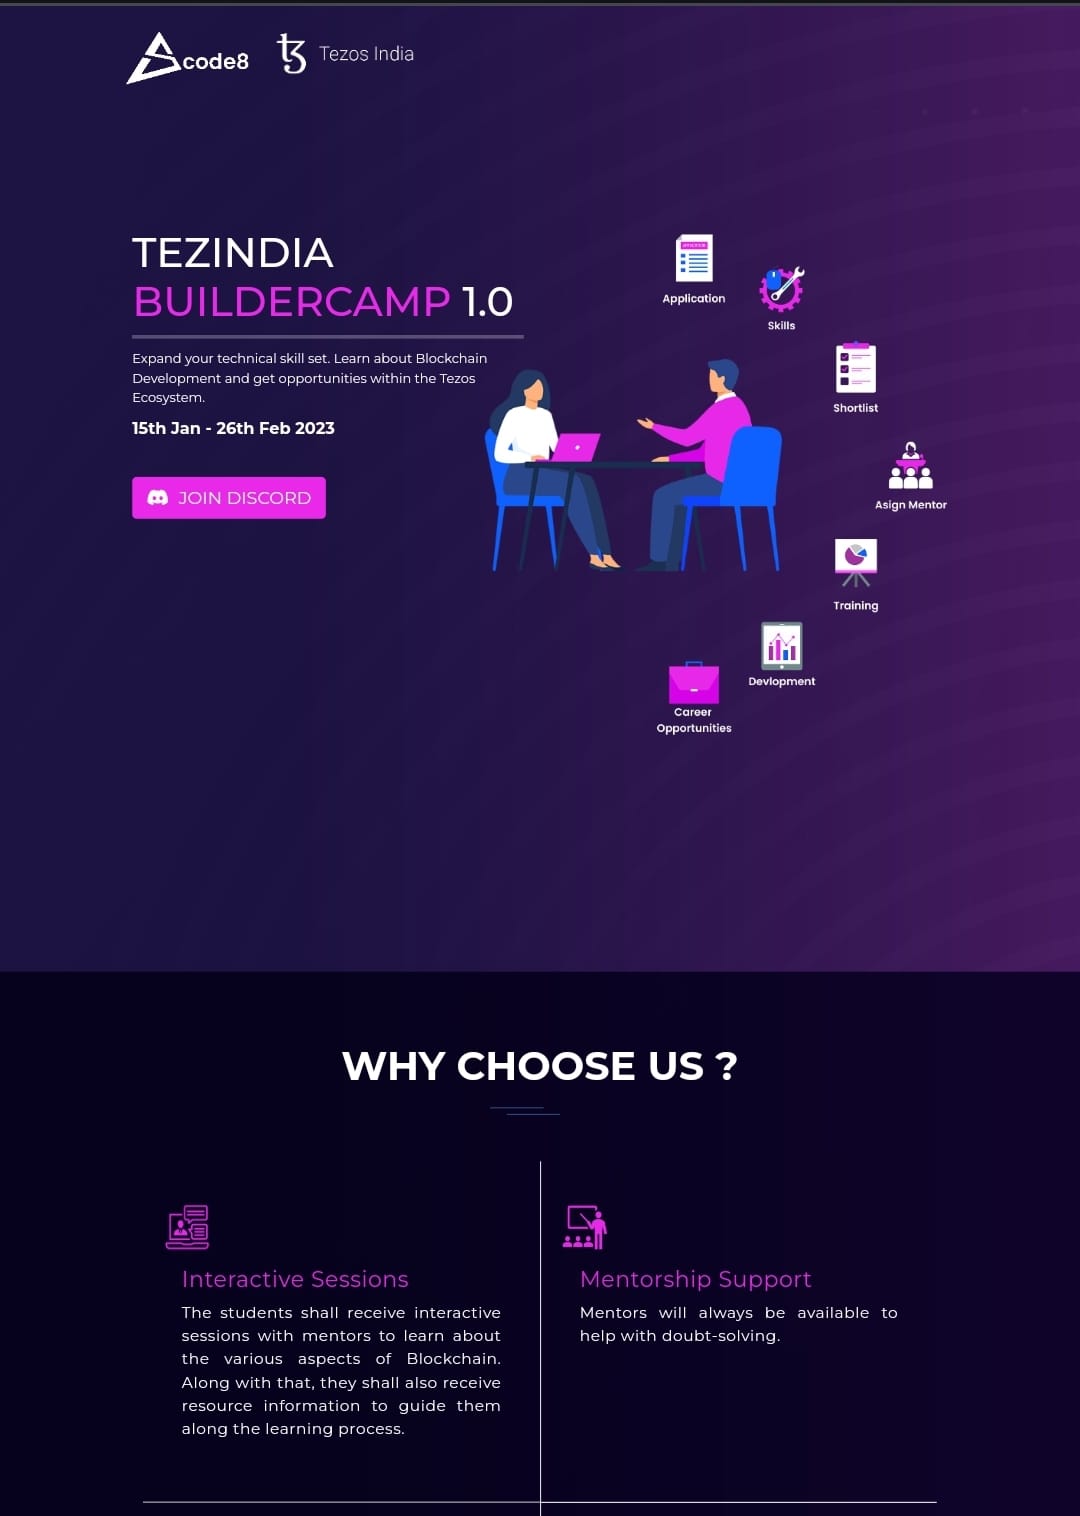 code8
Tezos India
TEZINDIA
BUILDERCAMP 1.0
Expand your technical skill set. Learn about Blockchain
Development and get opportunities within the Tezos
Ecosystem.
15th Jan - 26th Feb 2023
JOIN DISCORD
Application
Skills
Shortlist
Asign Mentor
Training
Devlopment
Career
Opportunities
WHY CHOOSE US ?
Interactive Sessions
The students shall receive interactive
sessions with mentors to learn about
the various aspects of Blockchain.
Along with that, they shall also receive
resource information to guide them
along the learning process.
Mentorship Support
Mentors will always be available to
help with doubt-solving.